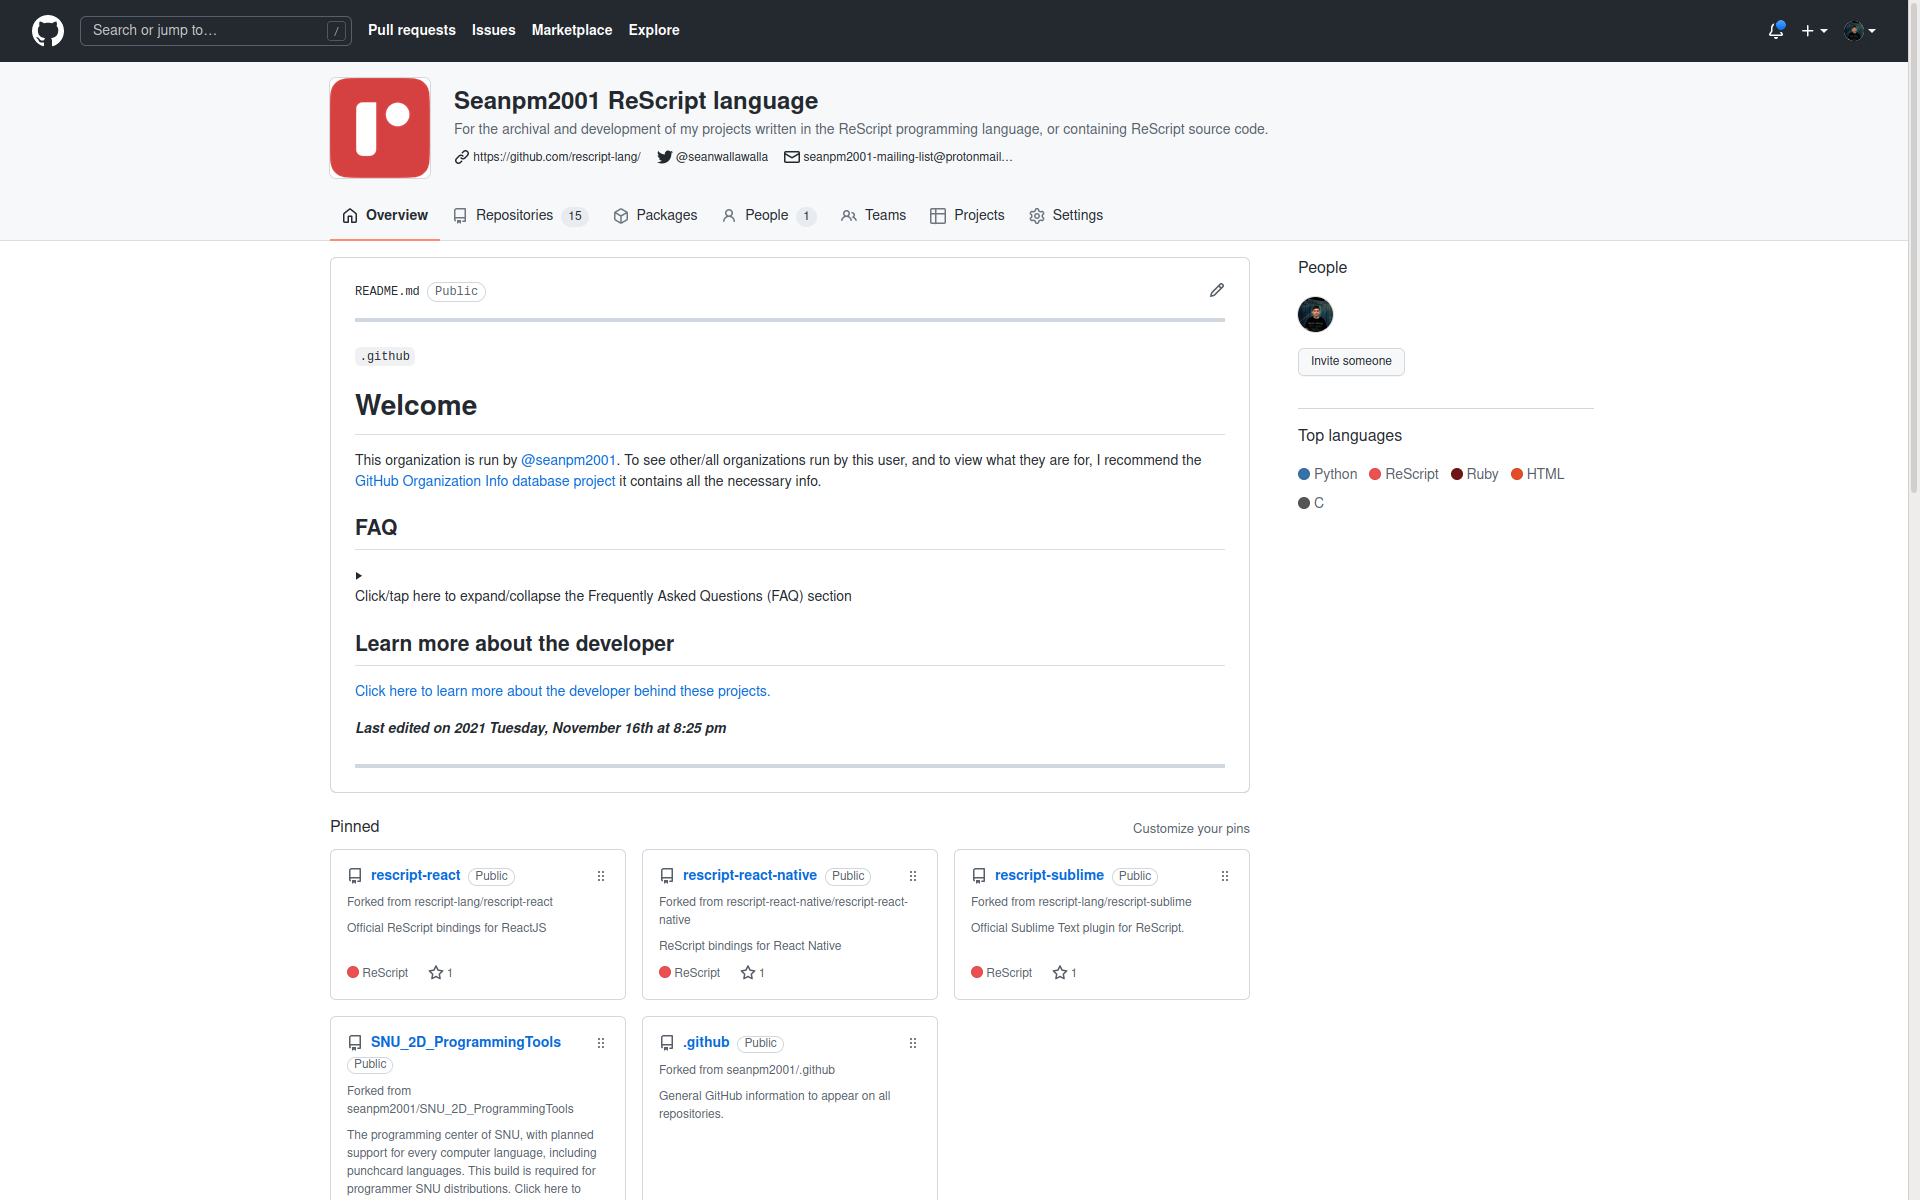 Search or jump to…
/
Pull requests
Issues
Marketplace
Explore
Seanpm2001 ReScript language
For the archival and development of my projects written in the ReScript programming language, or containing ReScript source code.
https://github.com/rescript-lang/
@seanwallawalla
seanpm2001-mailing-list@protonmail…
Overview
Repositories 15
Packages
People 1
Teams
Projects
Settings
README.md Public
.github
Welcome
This organization is run by @seanpm2001. To see other/all organizations run by this user, and to view what they are for, I recommend the
GitHub Organization Info database project it contains all the necessary info.
FAQ
Click/tap here to expand/collapse the Frequently Asked Questions (FAQ) section
Learn more about the developer
Click here to learn more about the developer behind these projects.
Last edited on 2021 Tuesday, November 16th at 8:25 pm
People
Invite someone
Top languages
Python ReScript Ruby HTML
C
Pinned
Customize your pins
rescript-react Public
Forked from rescript-lang/rescript-react
Official ReScript bindings for ReactJS
ReScript 1
rescript-react-native Public
Forked from rescript-react-native/rescript-react-
native
ReScript bindings for React Native
ReScript 1
rescript-sublime Public
Forked from rescript-lang/rescript-sublime
Official Sublime Text plugin for ReScript.
ReScript 1
SNU_2D_ProgrammingTools
Public
Forked from
seanpm2001/SNU_2D_ProgrammingTools
The programming center of SNU, with planned
support for every computer language, including
punchcard languages. This build is required for
programmer SNU distributions. Click here to
.github Public
Forked from seanpm2001/.github
General GitHub information to appear on all
repositories.